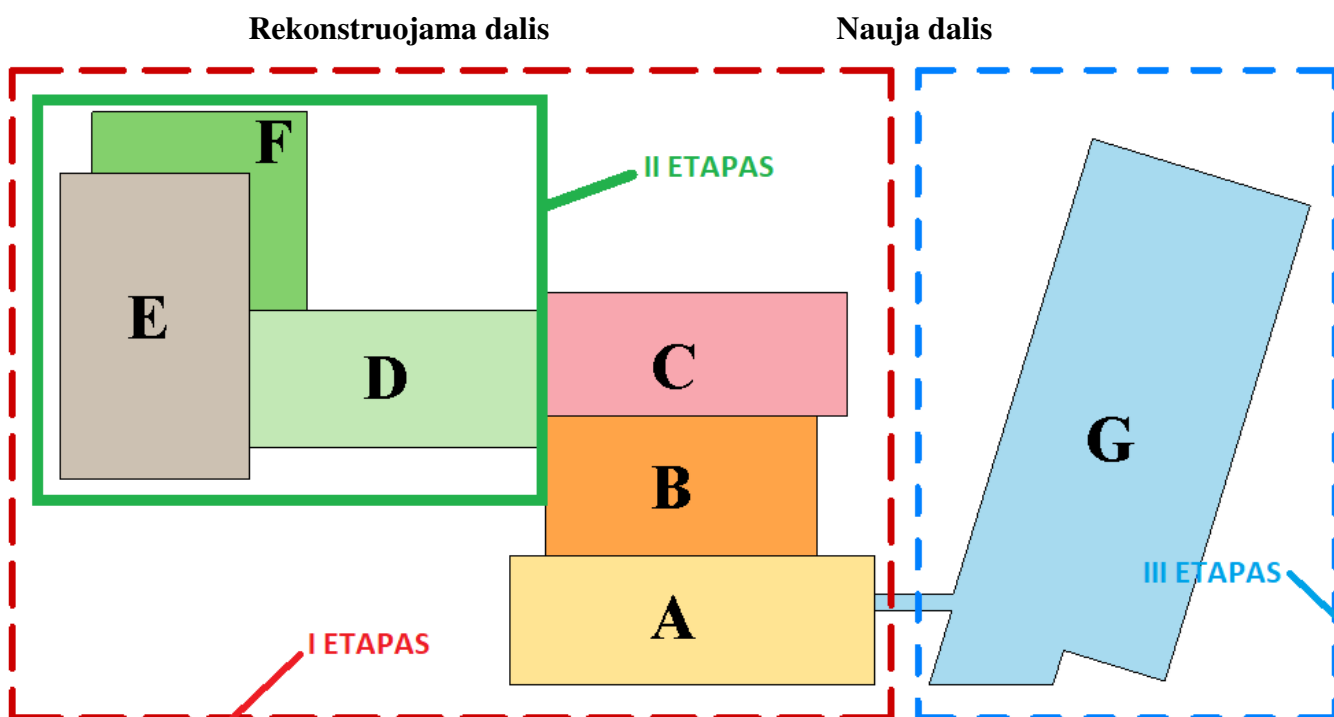 Rekonstruojama dalis
Nauja dalis
F
II ETAPAS
E
D
C
G
B
III ETAPAS
A
I ETAPAS